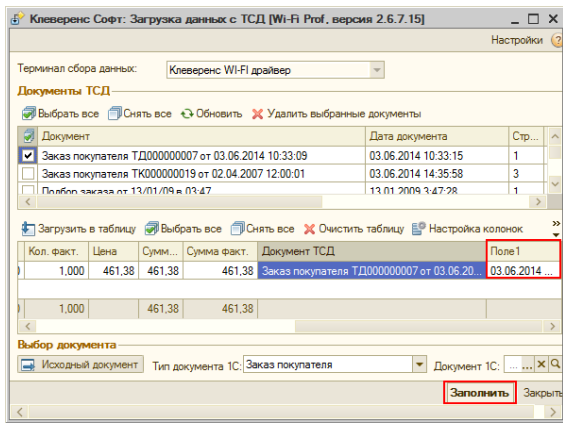 Клеверенс Софт: Загрузка данных с ТСД [Wi-Fi Prof, версия 2.6.7.15]
Настройки
Терминал сбора данных: Клеверенс WI-FI драйвер
Документы ТСД
Выбрать все Снять все Обновить Удалить выбранные документы
Документ Дата документа Стр...
Заказ покупателя ТД000000007 от 03.06.2014 10:33:09 03.06.2014 10:33:15 1
Заказ покупателя ТК000000019 от 02.04.2007 12:00:01 03.06.2014 14:35:58 3
Подбор заказа от 13/01/09 в 03:47 13.01.2009 3:47:28 1
Загрузить в таблицу Выбрать все Снять все Очистить таблицу Настройка колонок
Кол. факт. Цена Сумм... Сумма факт. Документ ТСД Поле1
1,000 461,38 461,38 461,38 Заказ покупателя ТД000000007 от 03.06.20... 03.06.2014 ...
1,000 461,38 461,38
Выбор документа
Исходный документ Тип документа 1С: Заказ покупателя Документ 1С: ... ...
Заполнить Закрыть